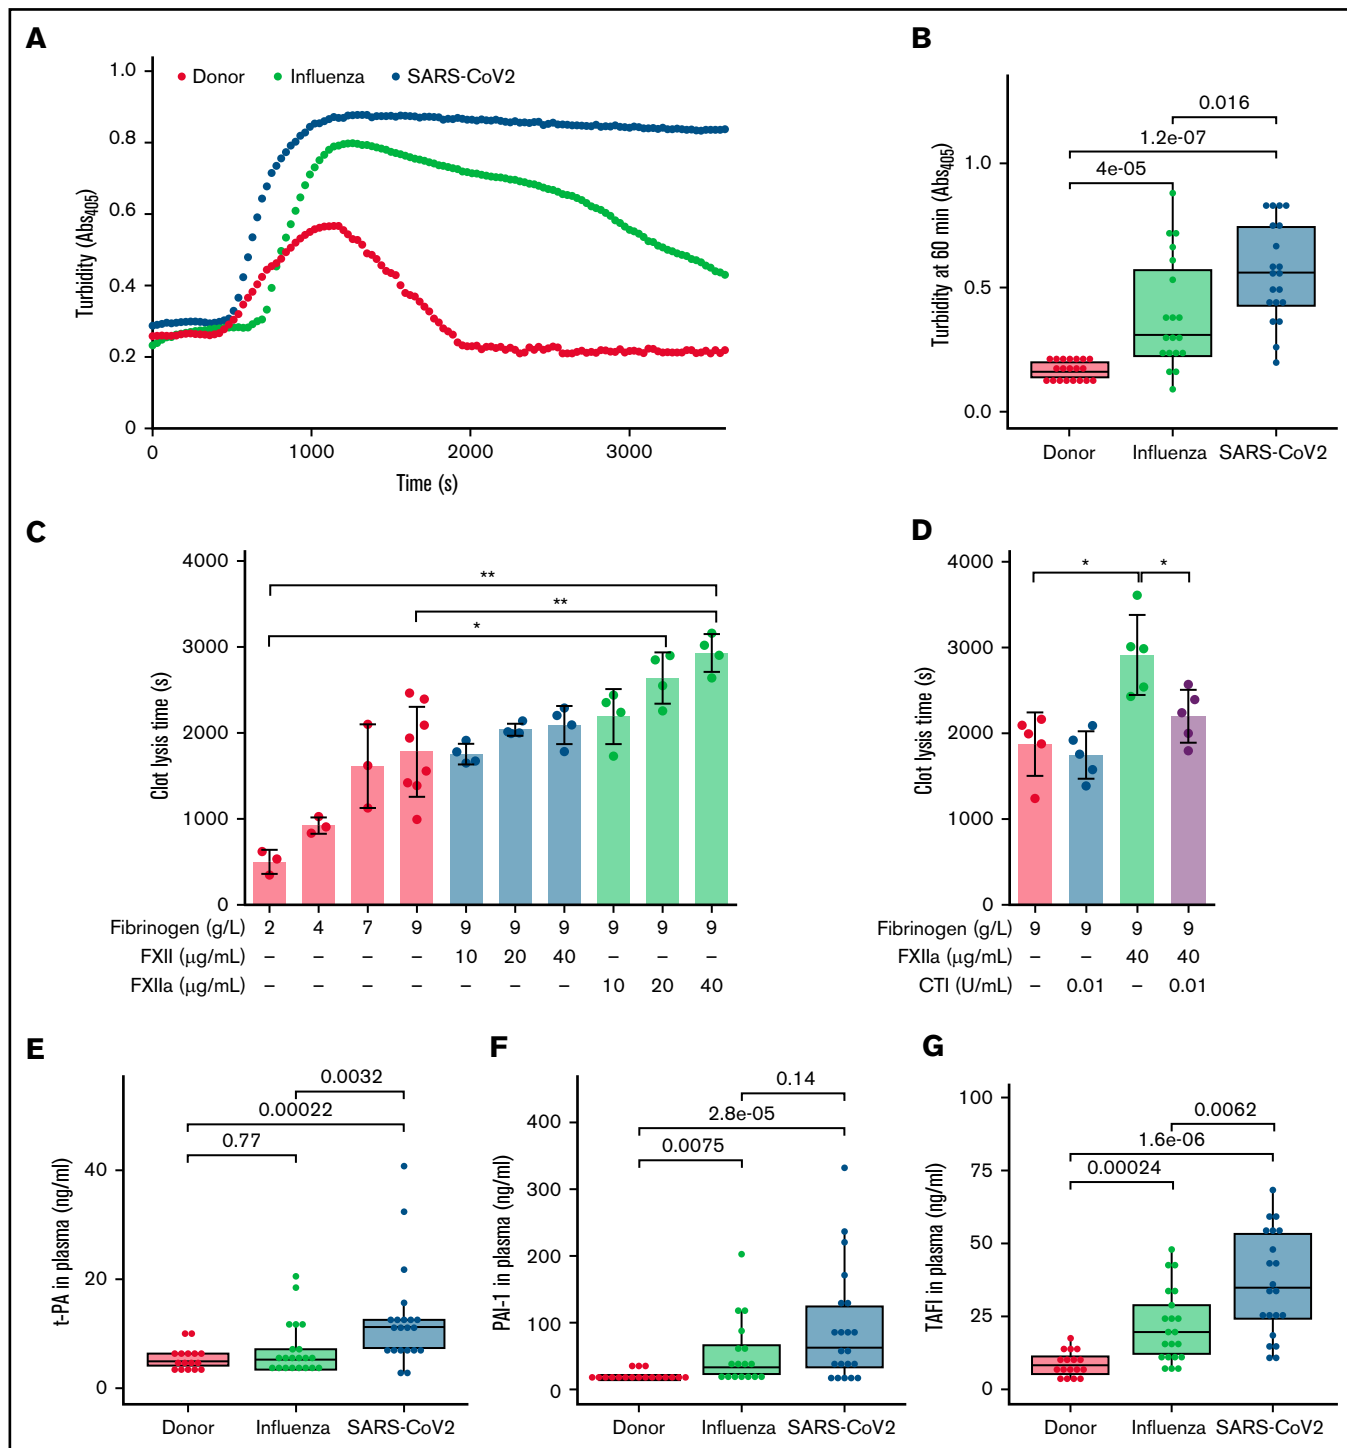 A
Donor Influenza SARS-CoV2
1.0
0.8
0.6
0.4
0.2
0
Turbidity (Abs405)
0 1000 2000 3000
Time (s)
B
0.016
1.2e-07
4e-05
1.0
0.5
0.0
Turbidity at 60 min (Abs405)
Donor Influenza SARS-CoV2
C
4000
3000
2000
1000
0
Clot lysis time (s)
**
**
*
Fibrinogen (g/L) 2 4 7 9 9 9 9 9 9 9
FXII (μg/mL) – – – – 10 20 40 – – –
FXIIa (μg/mL) – – – – – – – 10 20 40
D
4000
3000
2000
1000
0
Clot lysis time (s)
* *
Fibrinogen (g/L) 9 9 9 9
FXIIa (μg/mL) – – 40 40
CTI (U/mL) – 0.01 – 0.01
E
0.0032
0.00022
0.77
40
20
0
t-PA in plasma (ng/ml)
Donor Influenza SARS-CoV2
F
0.14
2.8e-05
0.0075
400
300
200
100
0
PAI-1 in plasma (ng/ml)
Donor Influenza SARS-CoV2
G
0.0062
1.6e-06
0.00024
100
75
50
25
0
TAFI in plasma (ng/ml)
Donor Influenza SARS-CoV2